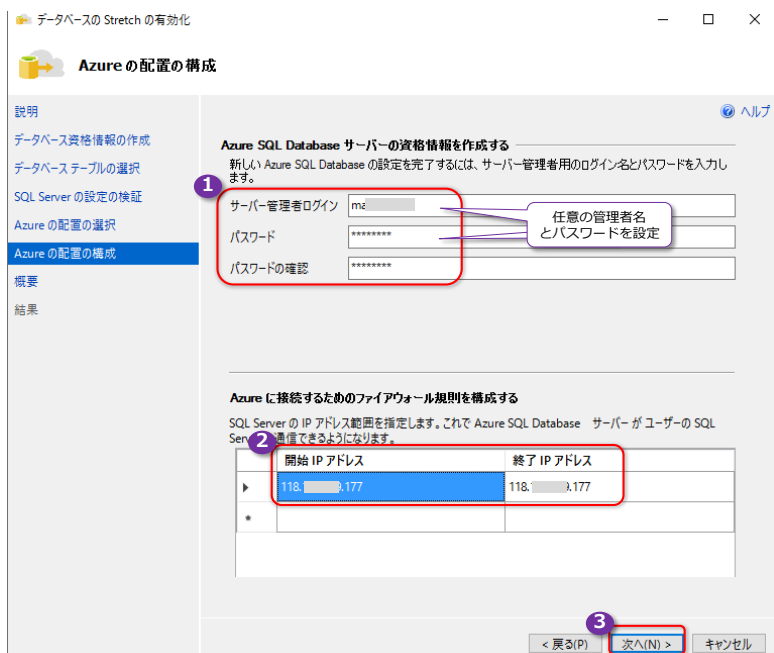 データベースの Stretch の有効化
Azure の配置の構成
説明
データベース資格情報の作成
データベース テーブルの選択
SQL Server の設定の検証
Azure の配置の選択
Azure の配置の構成
概要
結果
ヘルプ
Azure SQL Database サーバーの資格情報を作成する
新しい Azure SQL Database の設定を完了するには、サーバー管理者用のログイン名とパスワードを入力し
ます。
1
サーバー管理者ログイン ma
パスワード ********
パスワードの確認 ********
任意の管理者名
とパスワードを設定
Azure に接続するためのファイアウォール規則を構成する
SQL Server の IP アドレス範囲を指定します。これで Azure SQL Database サーバー が ユーザーの SQL
Ser 通信できるようになります。
2
開始 IP アドレス 終了 IP アドレス
118. .177 118. .177
*
3
< 戻る(P) 次へ(N) > キャンセル